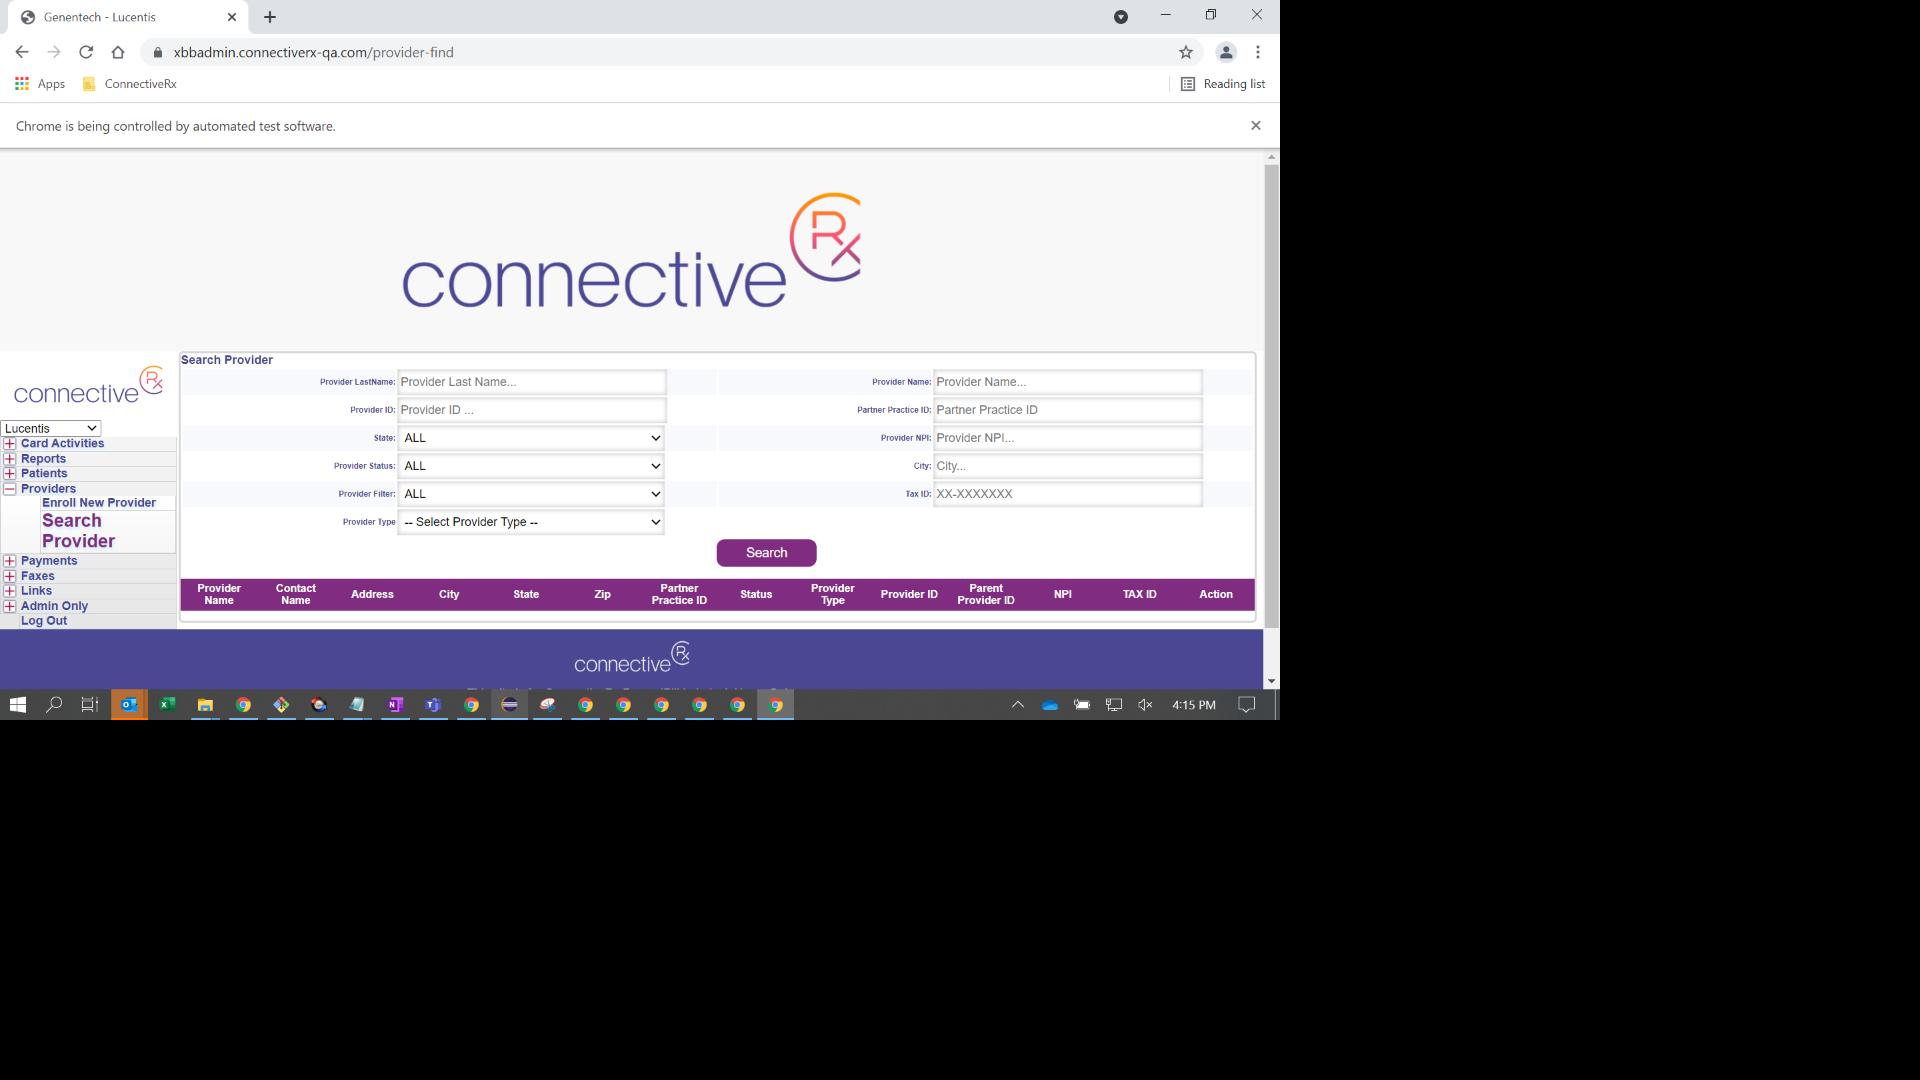 Genentech - Lucentis
xbbadmin.connectiverx-qa.com/provider-find
Apps ConnectiveRx Reading list
Chrome is being controlled by automated test software.
connective Rx
connective Rx
Lucentis
Card Activities
Reports
Patients
Providers
Enroll New Provider
Search
Provider
Payments
Faxes
Links
Admin Only
Log Out
Search Provider
Provider LastName: Provider Last Name... Provider Name: Provider Name...
Provider ID: Provider ID ... Partner Practice ID: Partner Practice ID
State: ALL Provider NPI: Provider NPI...
Provider Status: ALL City: City...
Provider Filter: ALL Tax ID: XX-XXXXXXX
Provider Type -- Select Provider Type --
Search
Provider Name Contact Name Address City State Zip Partner Practice ID Status Provider Type Provider ID Parent Provider ID NPI TAX ID Action
connective Rx
4:15 PM